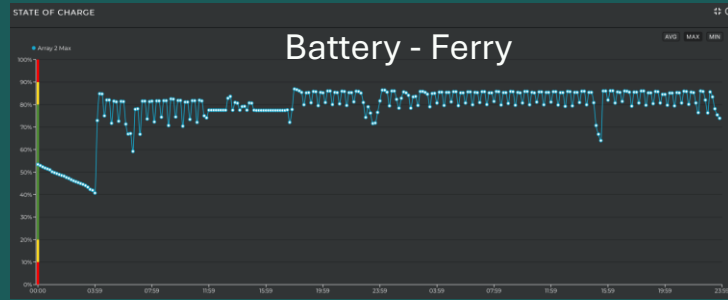 STATE OF CHARGE
Battery - Ferry
AVG MAX MIN
Array 2 Max
100%
90%
80%
70%
60%
50%
40%
30%
20%
10%
0%
00:00 03:59 07:59 11:59 15:59 19:59 23:59 03:59 07:59 11:59 15:59 19:59